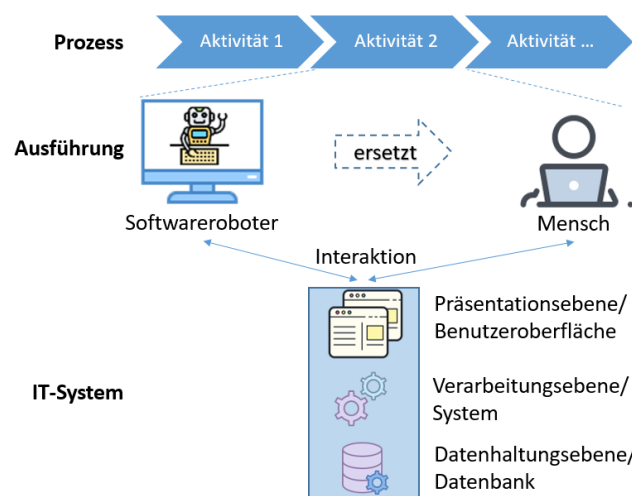 Prozess
Aktivität 1
Aktivität 2
Aktivität ...
Ausführung
ersetzt
Softwareroboter
Mensch
Interaktion
Präsentationsebene/
Benutzeroberfläche
IT-System
Verarbeitungsebene/
System
Datenhaltungsebene/
Datenbank